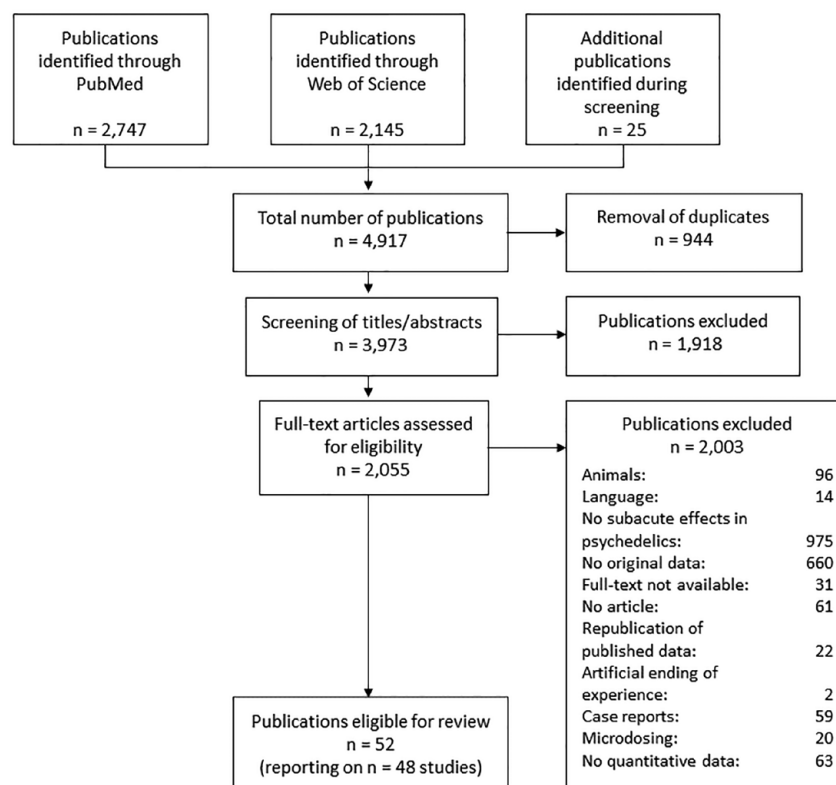 Publications
identified through
PubMed
n = 2,747
Publications
identified through
Web of Science
n = 2,145
Additional
publications
identified during
screening
n = 25
Total number of publications
n = 4,917
Removal of duplicates
n = 944
Screening of titles/abstracts
n = 3,973
Publications excluded
n = 1,918
Full-text articles assessed
for eligibility
n = 2,055
Publications excluded
n = 2,003
Animals: 96
Language: 14
No subacute effects in
psychedelics: 975
No original data: 660
Full-text not available: 31
No article: 61
Republication of
published data: 22
Artificial ending of
experience: 2
Case reports: 59
Microdosing: 20
No quantitative data: 63
Publications eligible for review
n = 52
(reporting on n = 48 studies)